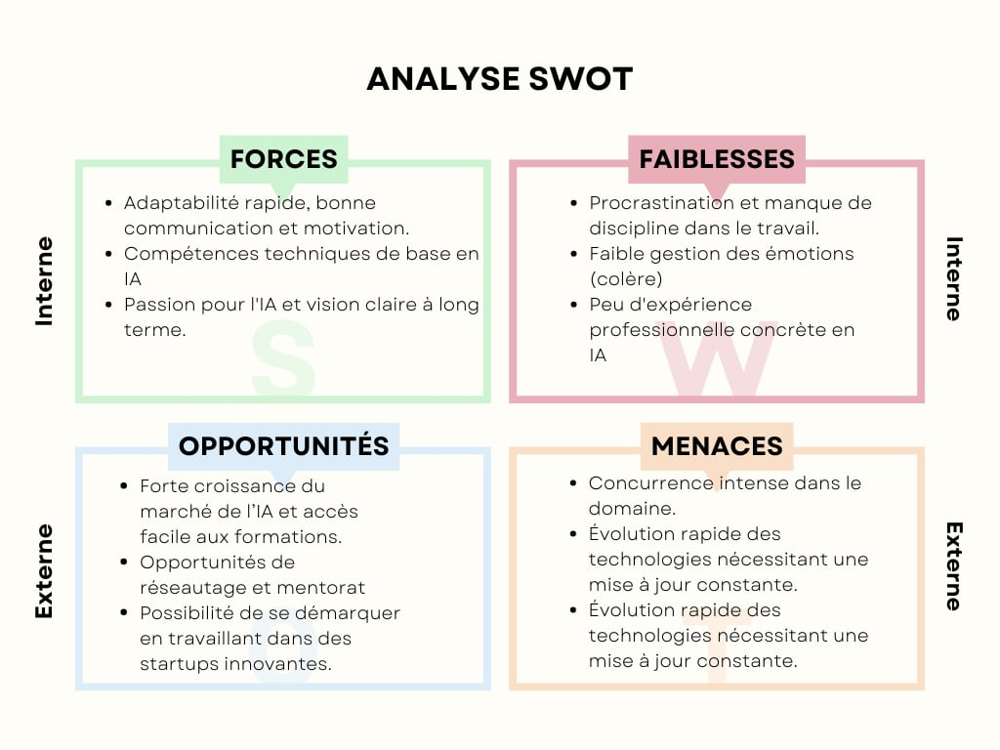 ANALYSE SWOT
FORCES
Interne
• Adaptabilité rapide, bonne
communication et motivation.
• Compétences techniques de base en
IA
• Passion pour l'IA et vision claire à long
terme.
S
FAIBLESSES
• Procrastination et manque de
discipline dans le travail.
• Faible gestion des émotions
(colère)
• Peu d'expérience
professionnelle concrète en
IA
W
Interne
OPPORTUNITÉS
Externe
• Forte croissance du
marché de l’IA et accès
facile aux formations.
• Opportunités de
réseautage et mentorat
• Possibilité de se démarquer
en travaillant dans des
startups innovantes.
O
MENACES
• Concurrence intense dans le
domaine.
• Évolution rapide des
technologies nécessitant une
mise à jour constante.
• Évolution rapide des
technologies nécessitant une
mise à jour constante.
T
Externe